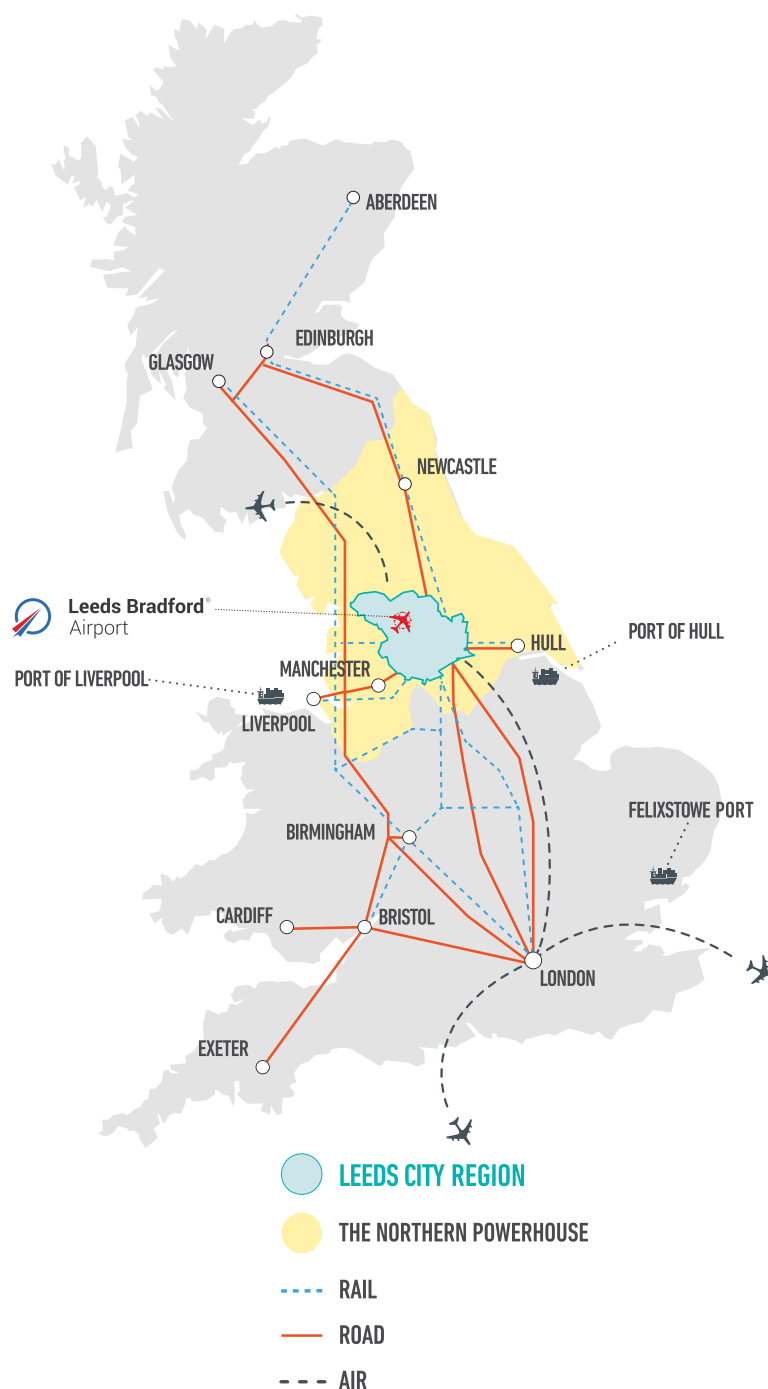 ABERDEEN
EDINBURGH
GLASGOW
NEWCASTLE
Leeds Bradford®
Airport
HULL
PORT OF HULL
MANCHESTER
PORT OF LIVERPOOL
LIVERPOOL
FELIXSTOWE PORT
BIRMINGHAM
CARDIFF
BRISTOL
LONDON
EXETER
LEEDS CITY REGION
THE NORTHERN POWERHOUSE
RAIL
ROAD
AIR